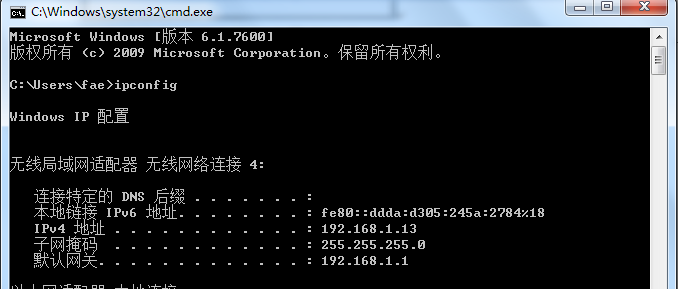 C:\Windows\system32\cmd.exe
Microsoft Windows [版本 6.1.7600]
版权所有 (c) 2009 Microsoft Corporation。保留所有权利。
C:\Users\fae>ipconfig
Windows IP 配置
无线局域网适配器 无线网络连接 4:
连接特定的 DNS 后缀 . . . . . . . :
本地链接 IPv6 地址. . . . . . . . : fe80::ddda:d305:245a:2784%18
IPv4 地址 . . . . . . . . . . . . : 192.168.1.13
子网掩码 . . . . . . . . . . . . : 255.255.255.0
默认网关. . . . . . . . . . . . . : 192.168.1.1